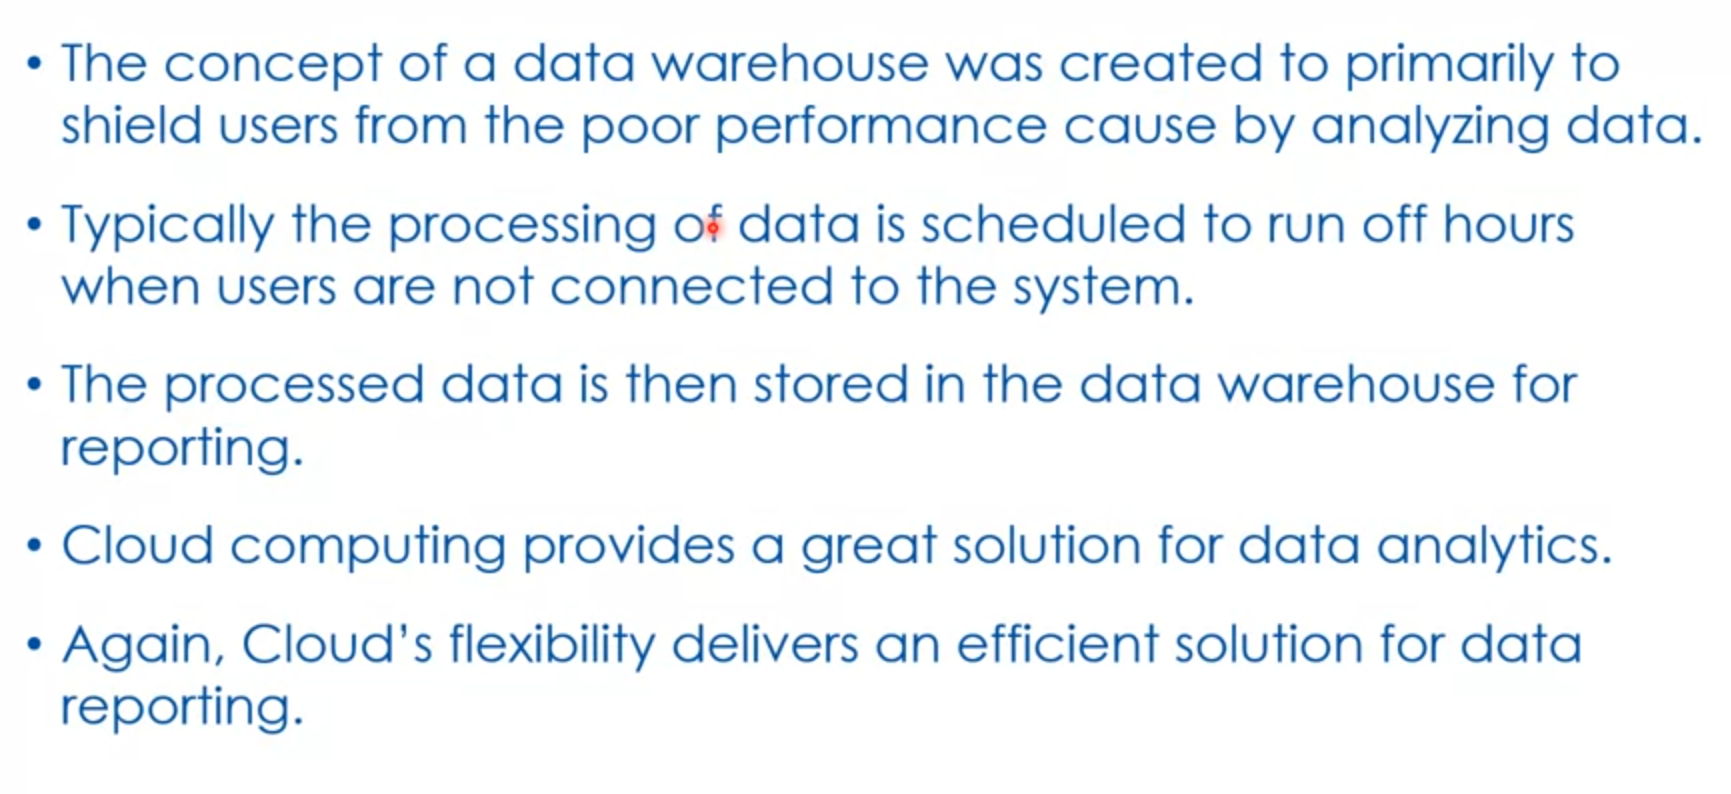 • The concept of a data warehouse was created to primarily to
shield users from the poor performance cause by analyzing data.
• Typically the processing of data is scheduled to run off hours
when users are not connected to the system.
• The processed data is then stored in the data warehouse for
reporting.
• Cloud computing provides a great solution for data analytics.
• Again, Cloud’s flexibility delivers an efficient solution for data
reporting.